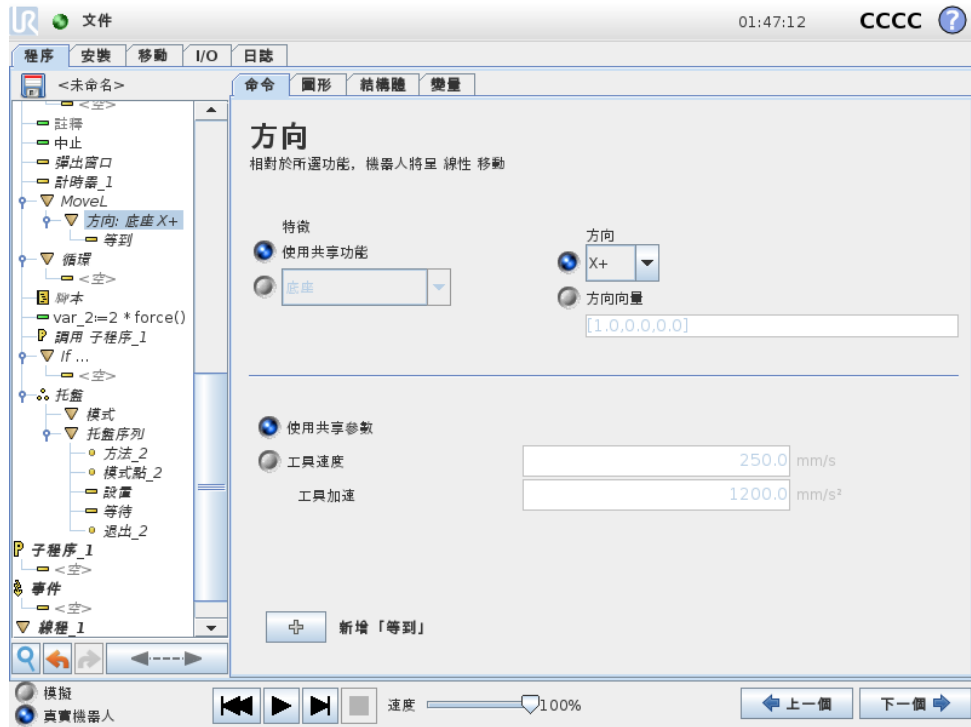 UR 文件 01:47:12 CCCC ?
程序 安裝 移動 I/O 日誌
<未命名>
命令 圖形 結構體 變量
<空>
註釋
中止
彈出窗口
計時器_1
MoveL
方向: 底座 X+
等到
循環
<空>
腳本
var_2:=2 * force()
P 調用 子程序_1
If ...
<空>
托盤
模式
托盤序列
方法_2
模式點_2
設置
等待
退出_2
P 子程序_1
<空>
事件
<空>
線程_1
方向
相對於所選功能, 機器人將呈 線性 移動
特徵
使用共享功能
底座
方向
X+
方向向量
[1.0,0.0,0.0]
使用共享參數
工具速度 250.0 mm/s
工具加速 1200.0 mm/s²
新增「等到」
模擬
真實機器人
速度 100%
上一個 下一個